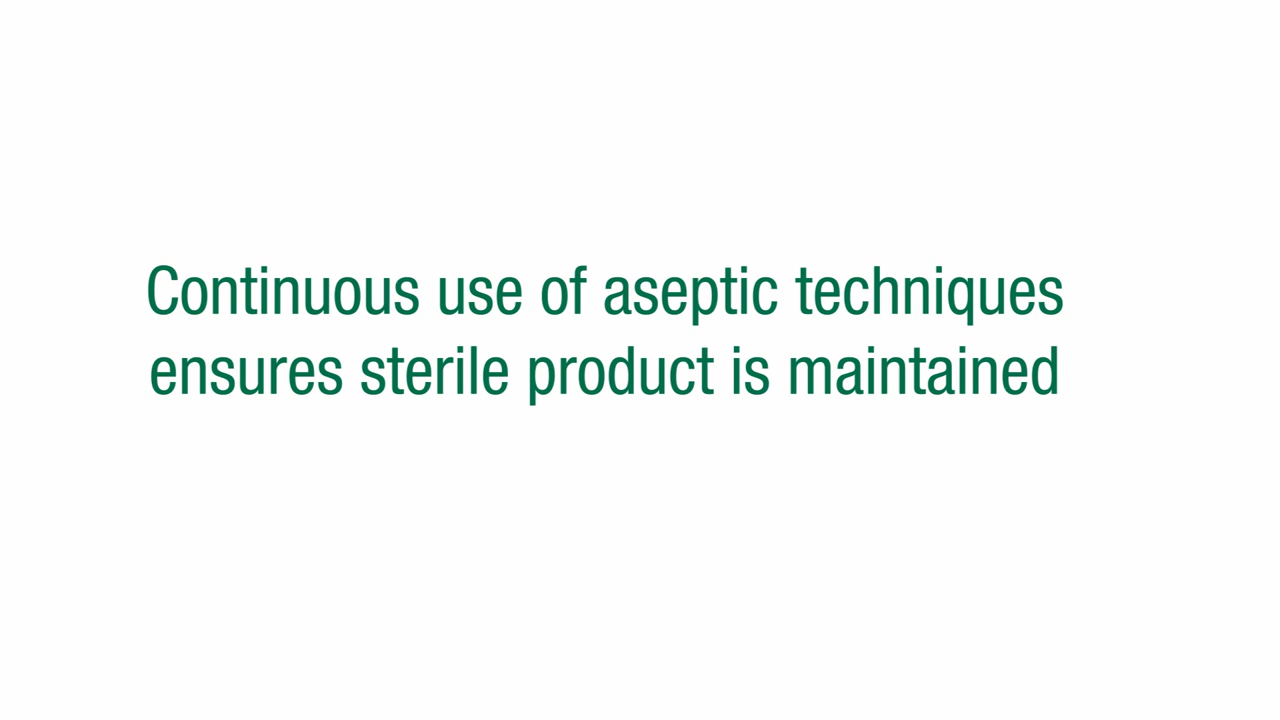 Continuous use of aseptic techniques
ensures sterile product is maintained